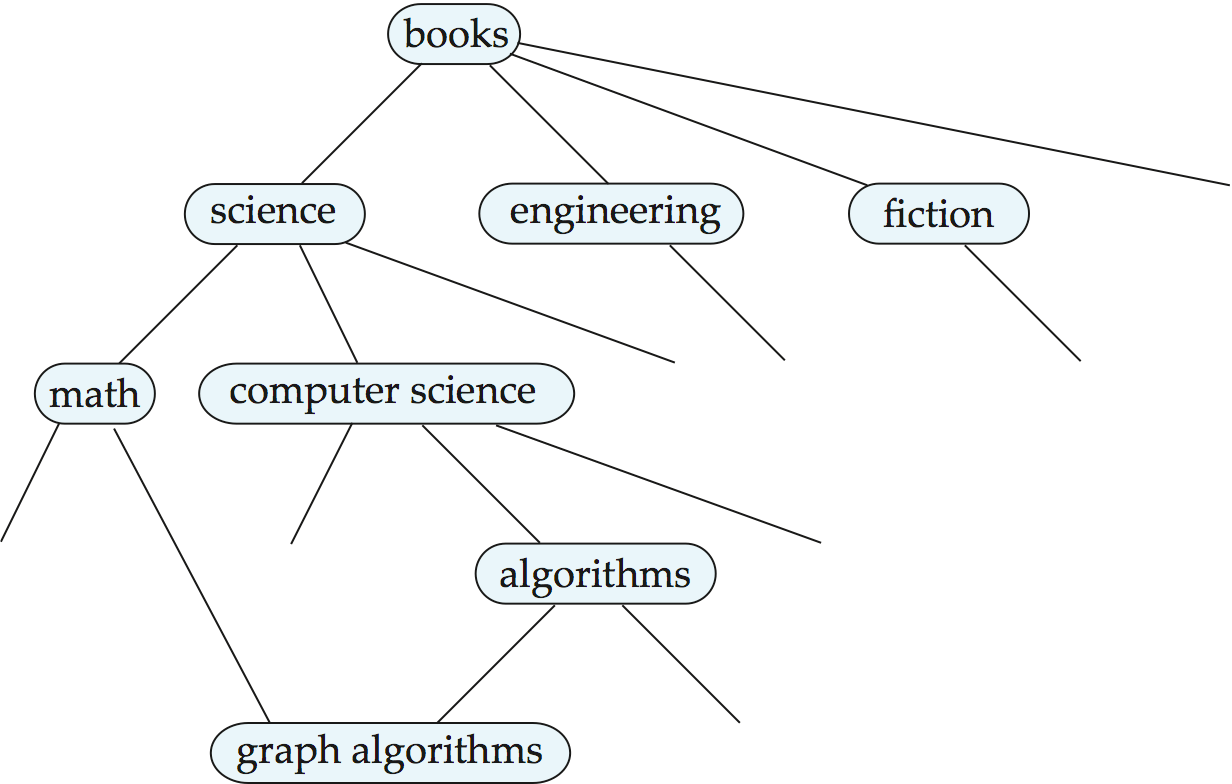 books
science
engineering
fiction
math
computer science
algorithms
graph algorithms